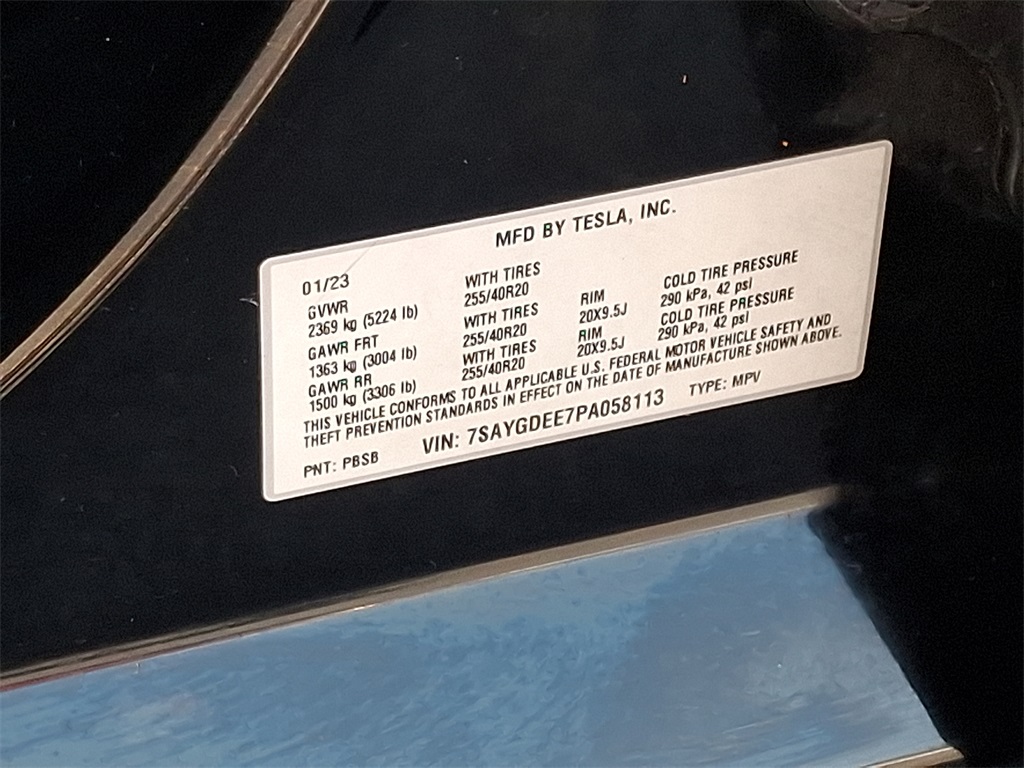 MFD BY TESLA, INC.
01/23
GVWR WITH TIRES
2369 kg (5224 lb) 255/40R20 RIM COLD TIRE PRESSURE
GAWR FRT WITH TIRES 20X9.5J 290 kPa, 42 psi
1363 kg (3004 lb) 255/40R20 RIM COLD TIRE PRESSURE
GAWR RR WITH TIRES 20X9.5J 290 kPa, 42 psi
1500 kg (3306 lb) 255/40R20
THIS VEHICLE CONFORMS TO ALL APPLICABLE U.S. FEDERAL MOTOR VEHICLE SAFETY AND
THEFT PREVENTION STANDARDS IN EFFECT ON THE DATE OF MANUFACTURE SHOWN ABOVE.
PNT: PBSB VIN: 7SAYGDEE7PA058113 TYPE: MPV